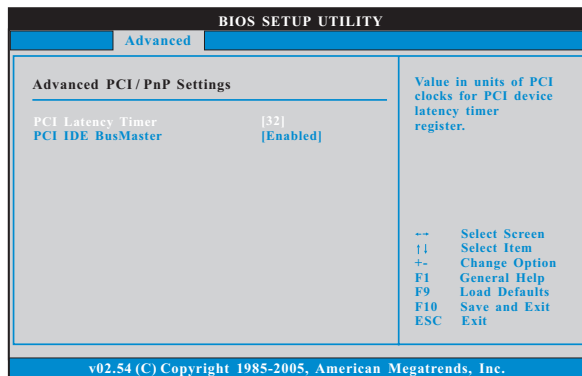 BIOS SETUP UTILITY
Advanced
Advanced PCI / PnP Settings
PCI Latency Timer [32]
PCI IDE BusMaster [Enabled]
Value in units of PCI
clocks for PCI device
latency timer
register.
←→ Select Screen
↑↓ Select Item
+- Change Option
F1 General Help
F9 Load Defaults
F10 Save and Exit
ESC Exit
v02.54 (C) Copyright 1985-2005, American Megatrends, Inc.